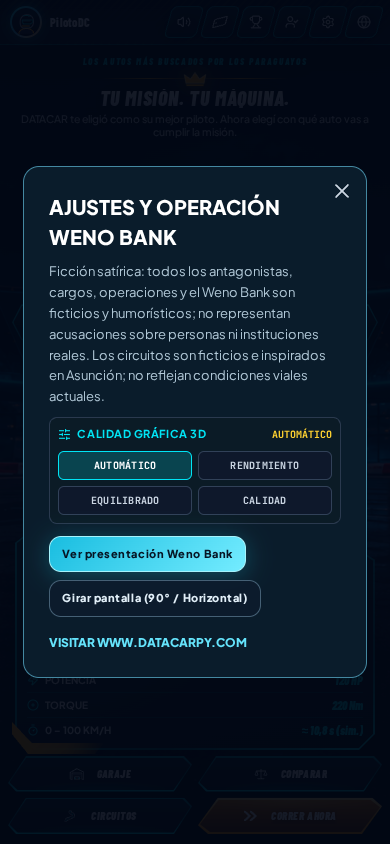 PilotoDC
LOS AUTOS MÁS BUSCADOS POR LOS PARAGUAYOS
TU MISIÓN. TU MÁQUINA.
DATACAR te eligió como su mejor piloto. Ahora elegí con qué auto vas a
cumplir la misión.
AJUSTES Y OPERACIÓN
WENO BANK
Ficción satírica: todos los antagonistas,
cargos, operaciones y el Weno Bank son
ficticios y humorísticos; no representan
acusaciones sobre personas ni instituciones
reales. Los circuitos son ficticios e inspirados
en Asunción; no reflejan condiciones viales
actuales.
CALIDAD GRÁFICA 3D AUTOMÁTICO
AUTOMÁTICO RENDIMIENTO
EQUILIBRADO CALIDAD
Ver presentación Weno Bank
Girar pantalla (90° / Horizontal)
VISITAR WWW.DATACARPY.COM
POTENCIA
TORQUE
0 – 100 KM/H
GARAJE COMPARAR
CIRCUITOS CORRER AHORA